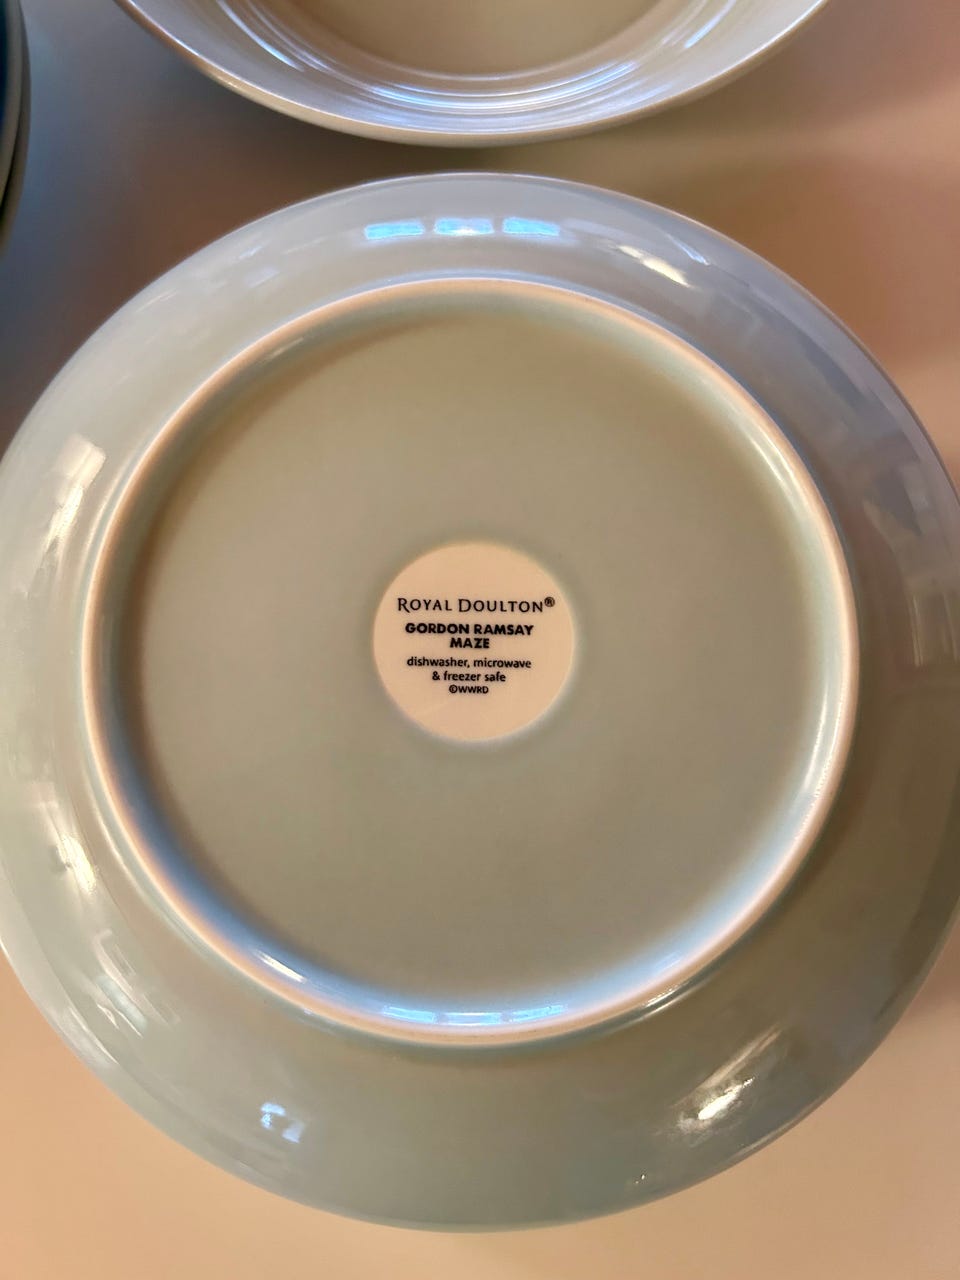 ROYAL DOULTON®
GORDON RAMSAY
MAZE
dishwasher, microwave
& freezer safe
©WWRD